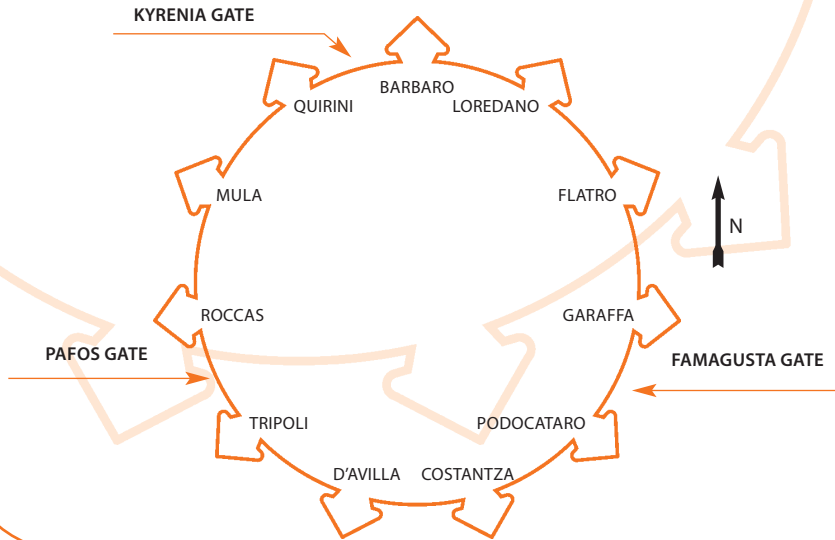 KYRENIA GATE
BARBARO
QUIRINI
LOREDANO
MULA
FLATRO
N
ROCCAS
GARAFFA
PAFOS GATE
FAMAGUSTA GATE
TRIPOLI
PODOCATARO
D'AVILLA
COSTANTZA